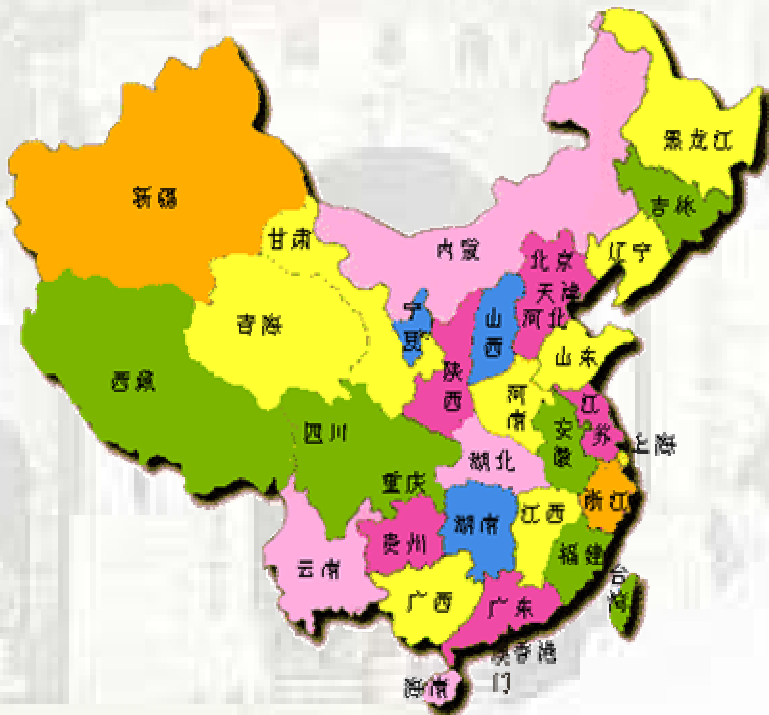 黑龙江
吉林
新疆
甘肃
内蒙
北京
辽宁
天津
河北
宁夏
山西
青海
山东
西藏
陕西
河南
江苏
四川
安徽
上海
湖北
重庆
浙江
湖南
江西
贵州
福建
云南
台湾
广西
广东
澳门
香港
海南